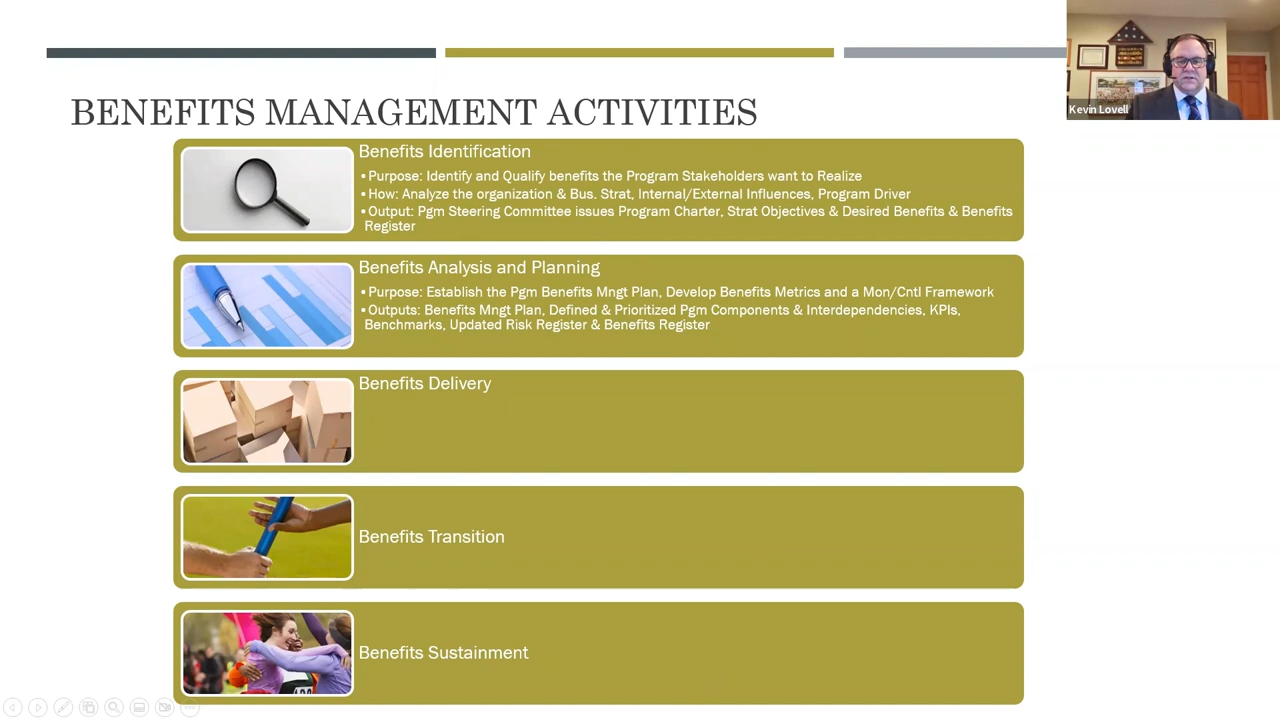 BENEFITS MANAGEMENT ACTIVITIES
Kevin Lovell
Benefits Identification
•Purpose: Identify and Qualify benefits the Program Stakeholders want to Realize
•How: Analyze the organization & Bus. Strat, Internal/External Influences, Program Driver
•Output: Pgm Steering Committee issues Program Charter, Strat Objectives & Desired Benefits & Benefits
Register
Benefits Analysis and Planning
•Purpose: Establish the Pgm Benefits Mngt Plan, Develop Benefits Metrics and a Mon/Cntl Framework
•Outputs: Benefits Mngt Plan, Defined & Prioritized Pgm Components & Interdependencies, KPIs,
Benchmarks, Updated Risk Register & Benefits Register
Benefits Delivery
Benefits Transition
Benefits Sustainment